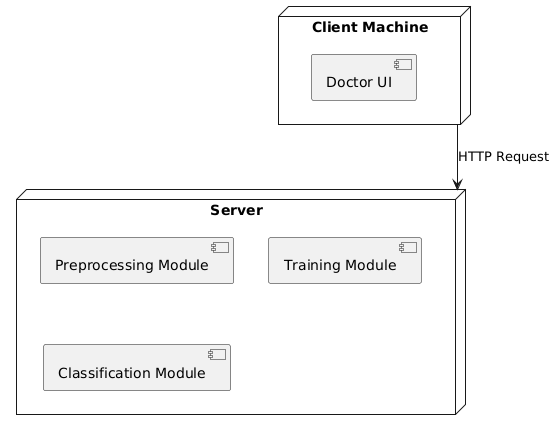 Client Machine
Doctor UI
HTTP Request
Server
Preprocessing Module
Training Module
Classification Module